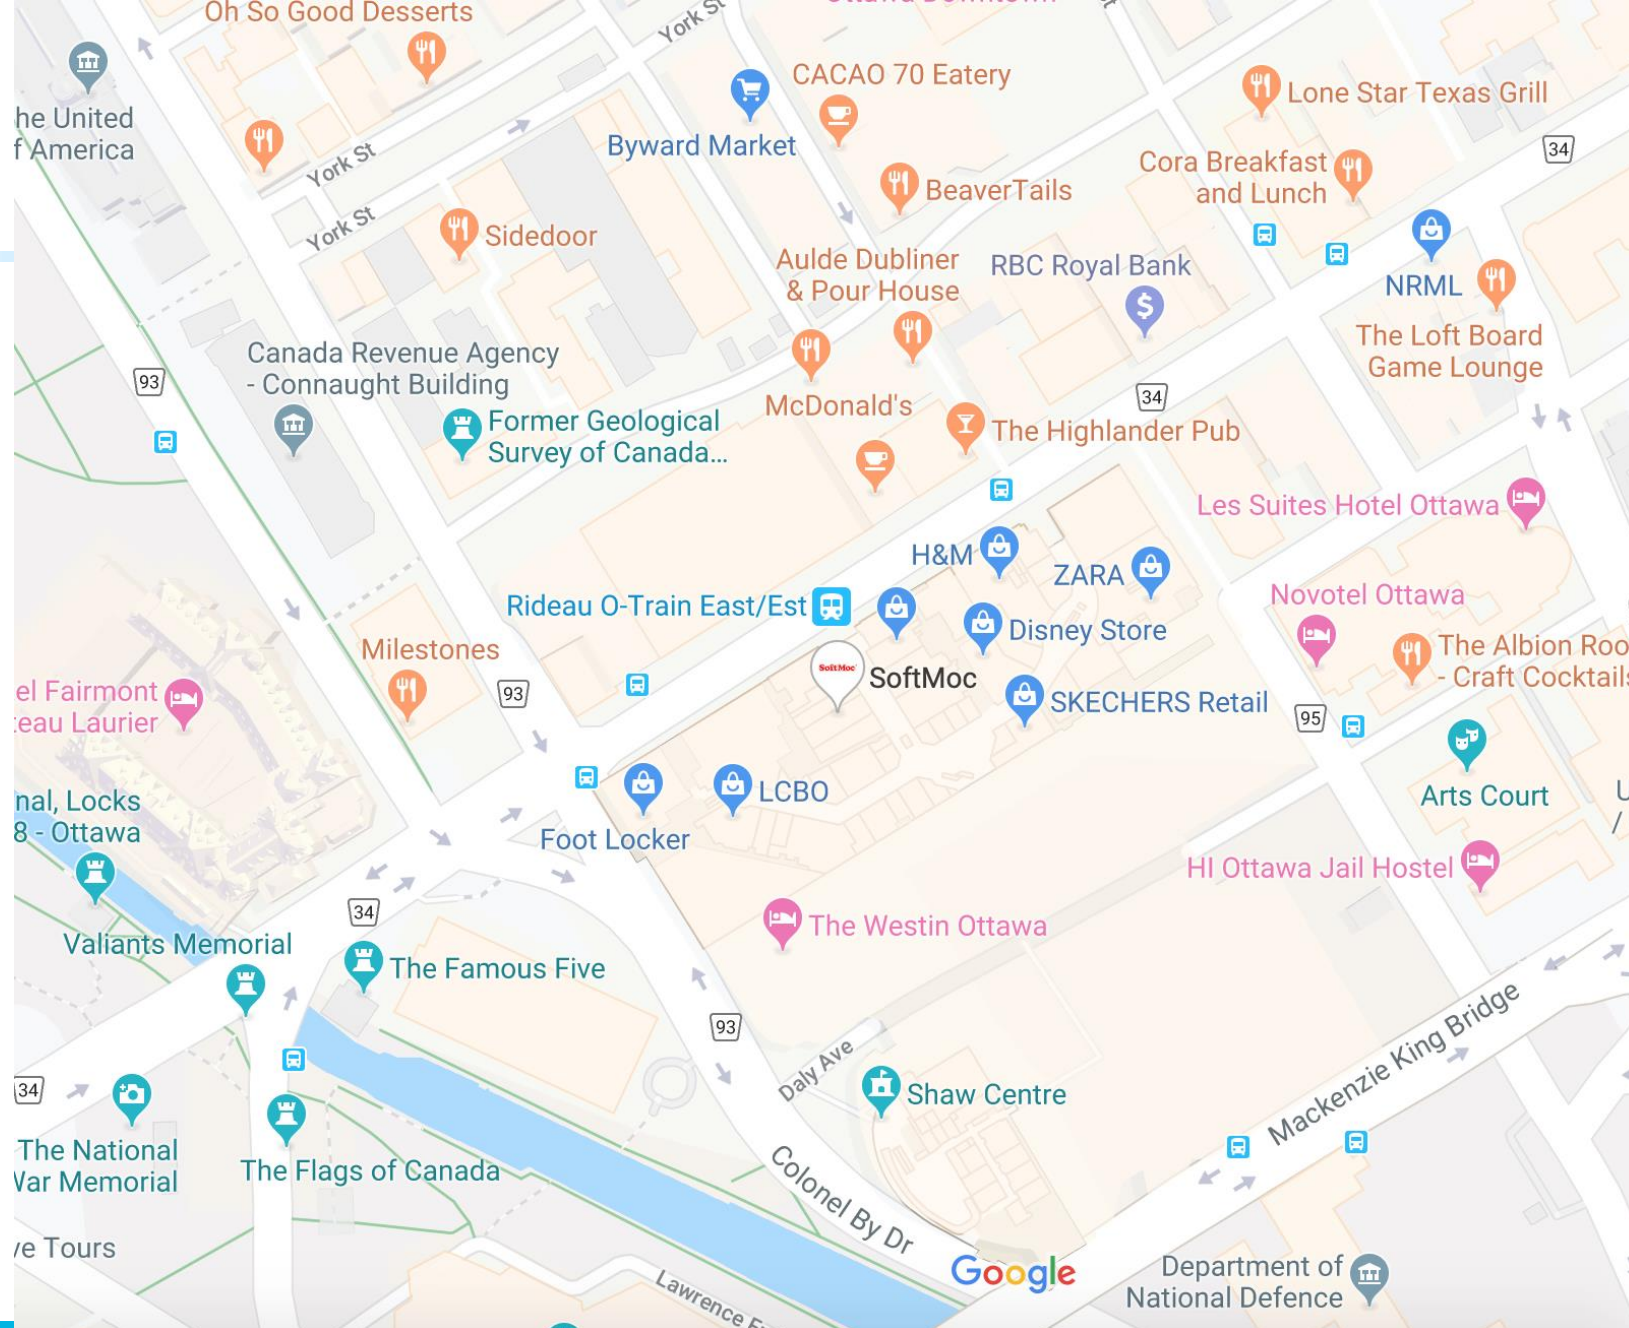 Oh So Good Desserts
York St
CACAO 70 Eatery
Lone Star Texas Grill
he United
f America
Byward Market
34
York St
Cora Breakfast
and Lunch
BeaverTails
York St
Sidedoor
Aulde Dubliner
& Pour House
RBC Royal Bank
NRML
The Loft Board
Game Lounge
Canada Revenue Agency
- Connaught Building
93
McDonald's
34
Former Geological
Survey of Canada...
The Highlander Pub
Les Suites Hotel Ottawa
H&M
ZARA
Novotel Ottawa
Rideau O-Train East/Est
Disney Store
Milestones
The Albion Roo
- Craft Cocktails
SoftMoc
SoftMoc
el Fairmont
eau Laurier
93
SKECHERS Retail
95
LCBO
Arts Court
nal, Locks
8 - Ottawa
Foot Locker
HI Ottawa Jail Hostel
34
The Westin Ottawa
Valiants Memorial
The Famous Five
93
Mackenzie King Bridge
Daly Ave
34
Shaw Centre
The National
War Memorial
The Flags of Canada
Colonel By Dr
ve Tours
Google
Department of
National Defence
Lawrence